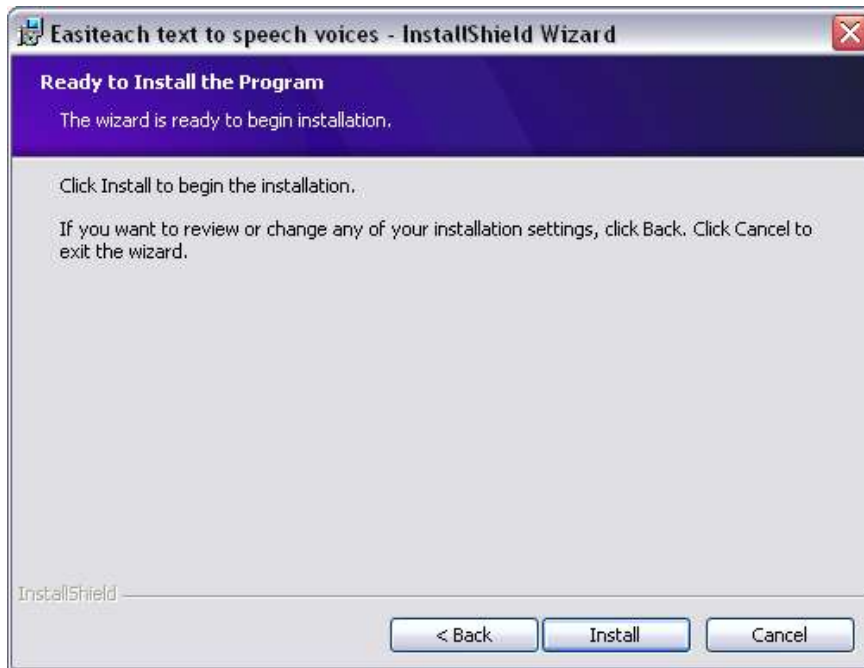 Easiteach text to speech voices - InstallShield Wizard
Ready to Install the Program
The wizard is ready to begin installation.
Click Install to begin the installation.
If you want to review or change any of your installation settings, click Back. Click Cancel to
exit the wizard.
InstallShield
< Back
Install
Cancel